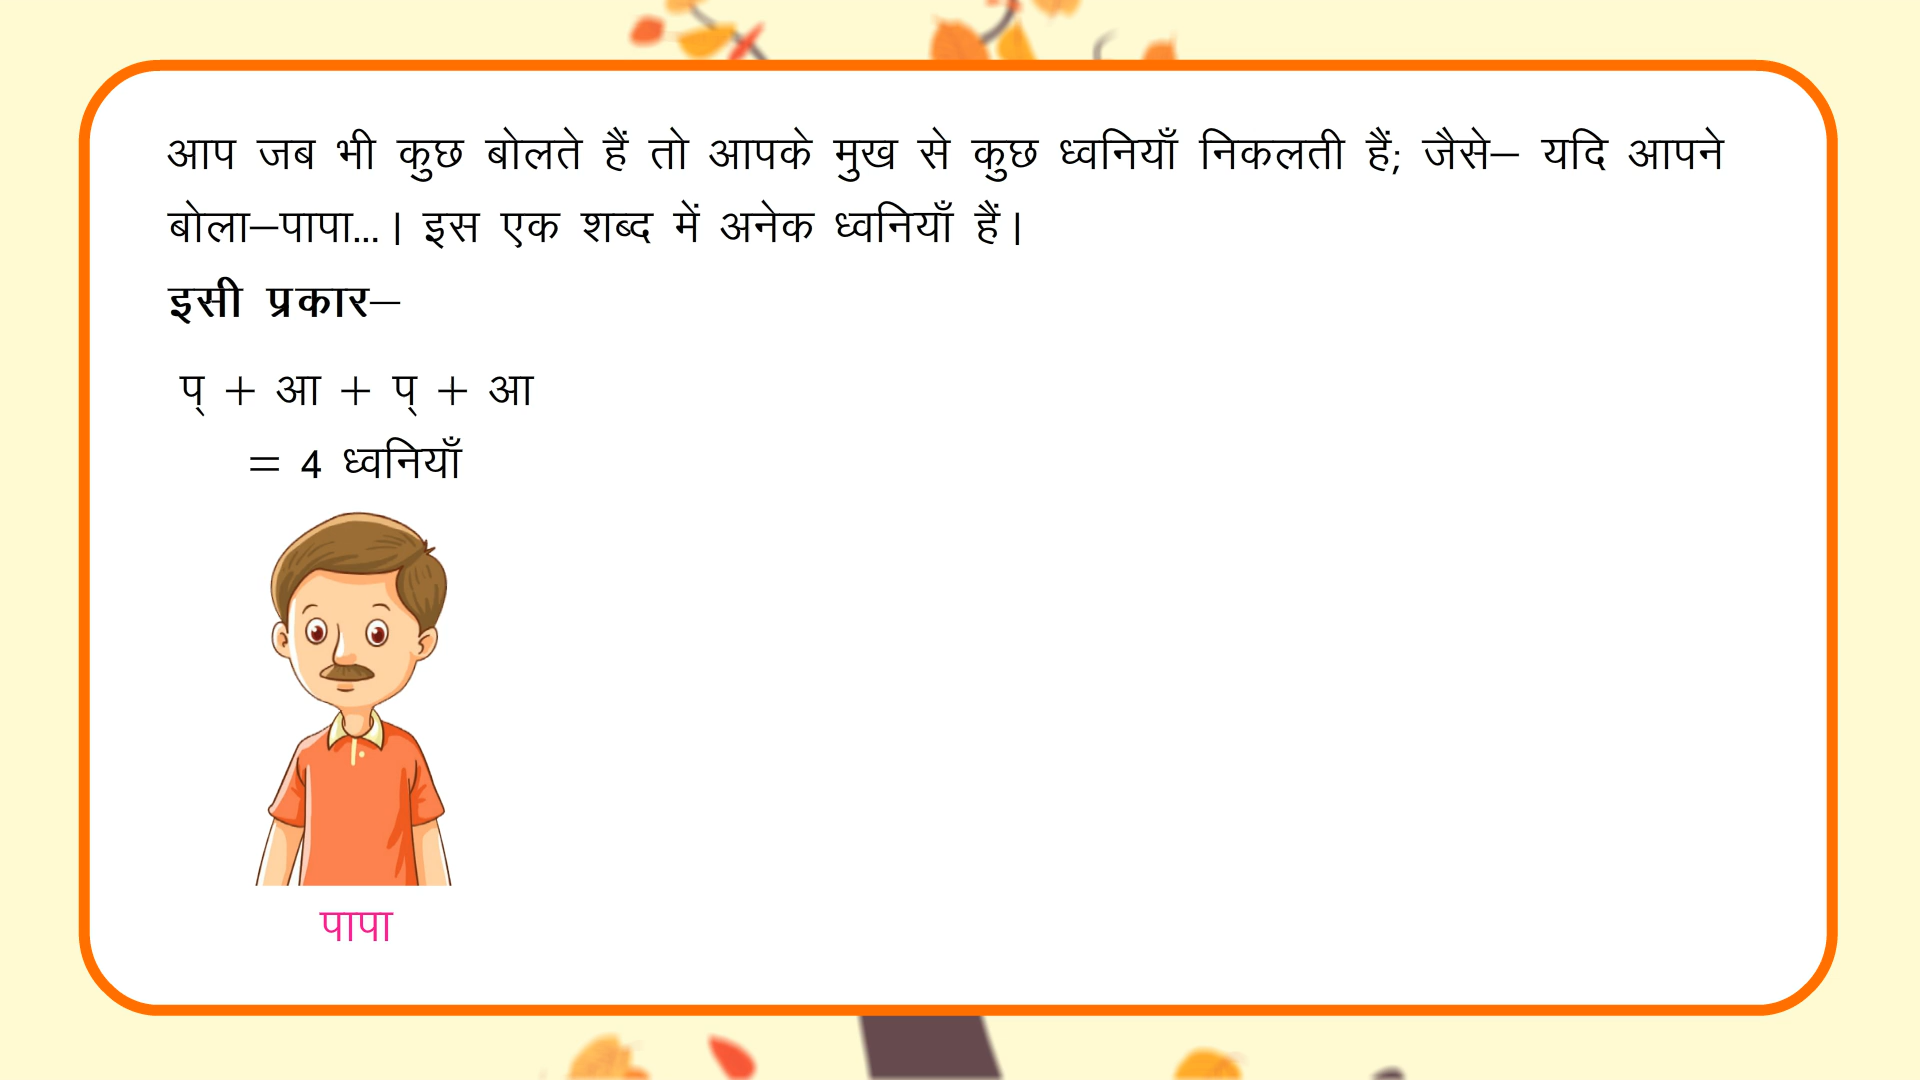 आप जब भी कुछ बोलते हैं तो आपके मुख से कुछ ध्वनियाँ निकलती हैं; जैसे– यदि आपने
बोला–पापा...। इस एक शब्द में अनेक ध्वनियाँ हैं।
इसी प्रकार–
प् + आ + प् + आ
= 4 ध्वनियाँ
पापा